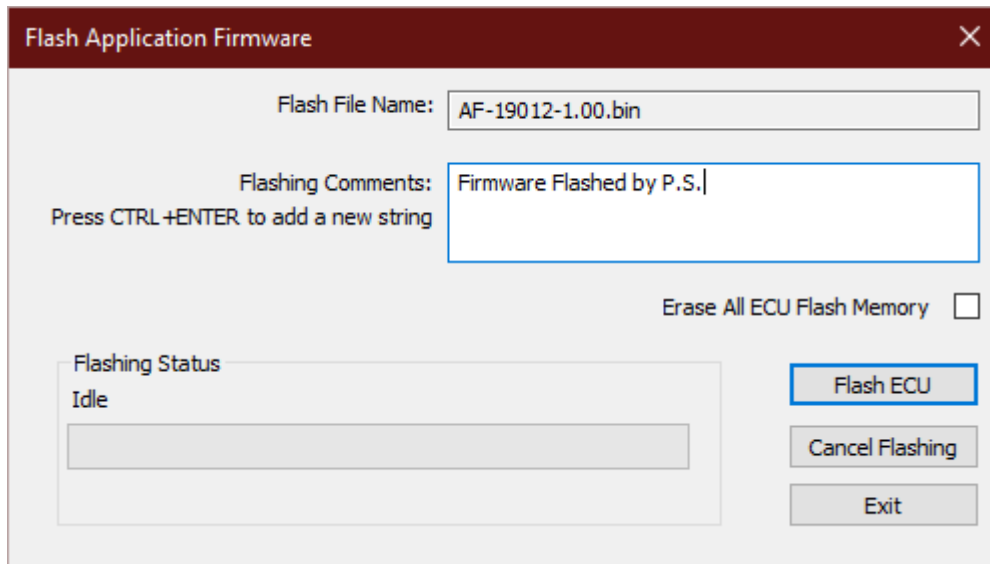 Flash Application Firmware
Flash File Name: AF-19012-1.00.bin
Flashing Comments: Firmware Flashed by P.S.
Press CTRL+ENTER to add a new string
Erase All ECU Flash Memory
Flashing Status
Idle
Flash ECU
Cancel Flashing
Exit